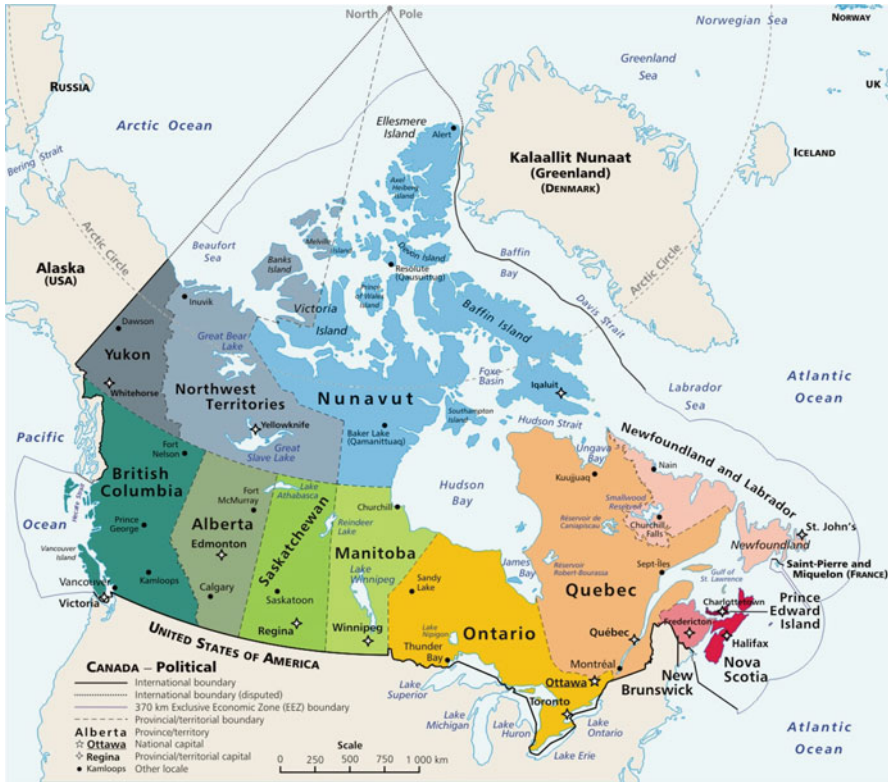 North Pole
Norwegian Sea
NORWAY
RUSSIA
Greenland
Sea
UK
Arctic Ocean
Ellesmere
Island
Alert
Bering Strait
Kalaallit Nunaat
(Greenland)
(DENMARK)
ICELAND
Axel
Heiberg
Island
Arctic Circle
Beaufort
Sea
Melville
Island
Devon Island
Baffin
Bay
Arctic Circle
Banks
Island
Resolute
(Qausuittuq)
Alaska
(USA)
Prince
of Wales
Island
Inuvik
Victoria
Island
Baffin Island
Davis Strait
Dawson
Great Bear
Lake
Yukon
Foxe
Basin
Labrador
Sea
Atlantic
Ocean
Whitehorse
Northwest
Territories
Nunavut
Iqaluit
Southampton
Island
Hudson Strait
Yellowknife
Baker Lake
(Qamanittuaq)
Pacific
Ocean
Fort
Nelson
Great
Slave Lake
Ungava
Bay
Newfoundland and Labrador
British
Columbia
Kuujjuaq
Nain
Hecate Strait
Lake
Athabasca
Hudson
Bay
Fort
McMurray
Smallwood
Reservoir
Prince
George
Alberta
Edmonton
Saskatchewan
Reindeer
Lake
Churchill
Réservoir de
Caniapiscau
Churchill
Falls
St. John's
Newfoundland
Vancouver
Island
Manitoba
James
Bay
Réservoir
Robert-Bourassa
Sept-Îles
Saint-Pierre and
Miquelon (FRANCE)
Kamloops
Calgary
Lake
Winnipeg
Sandy
Lake
Gulf of
St. Lawrence
Vancouver
Victoria
Saskatoon
Quebec
Charlottetown
Prince
Edward
Island
Regina
Winnipeg
Lake
Nipigon
Ontario
Québec
Fredericton
Halifax
UNITED STATES OF AMERICA
Thunder
Bay
Montréal
New
Brunswick
Nova
Scotia
Ottawa
Lake
Superior
Toronto
Lake
Michigan
Lake
Huron
Lake
Ontario
Lake Erie
Atlantic
Ocean
CANADA – Political
International boundary
International boundary (disputed)
370 km Exclusive Economic Zone (EEZ) boundary
Provincial/territorial boundary
Alberta Province/territory
Ottawa National capital
Regina Provincial/territorial capital
Kamloops Other locale
Scale
0 250 500 750 1 000 km